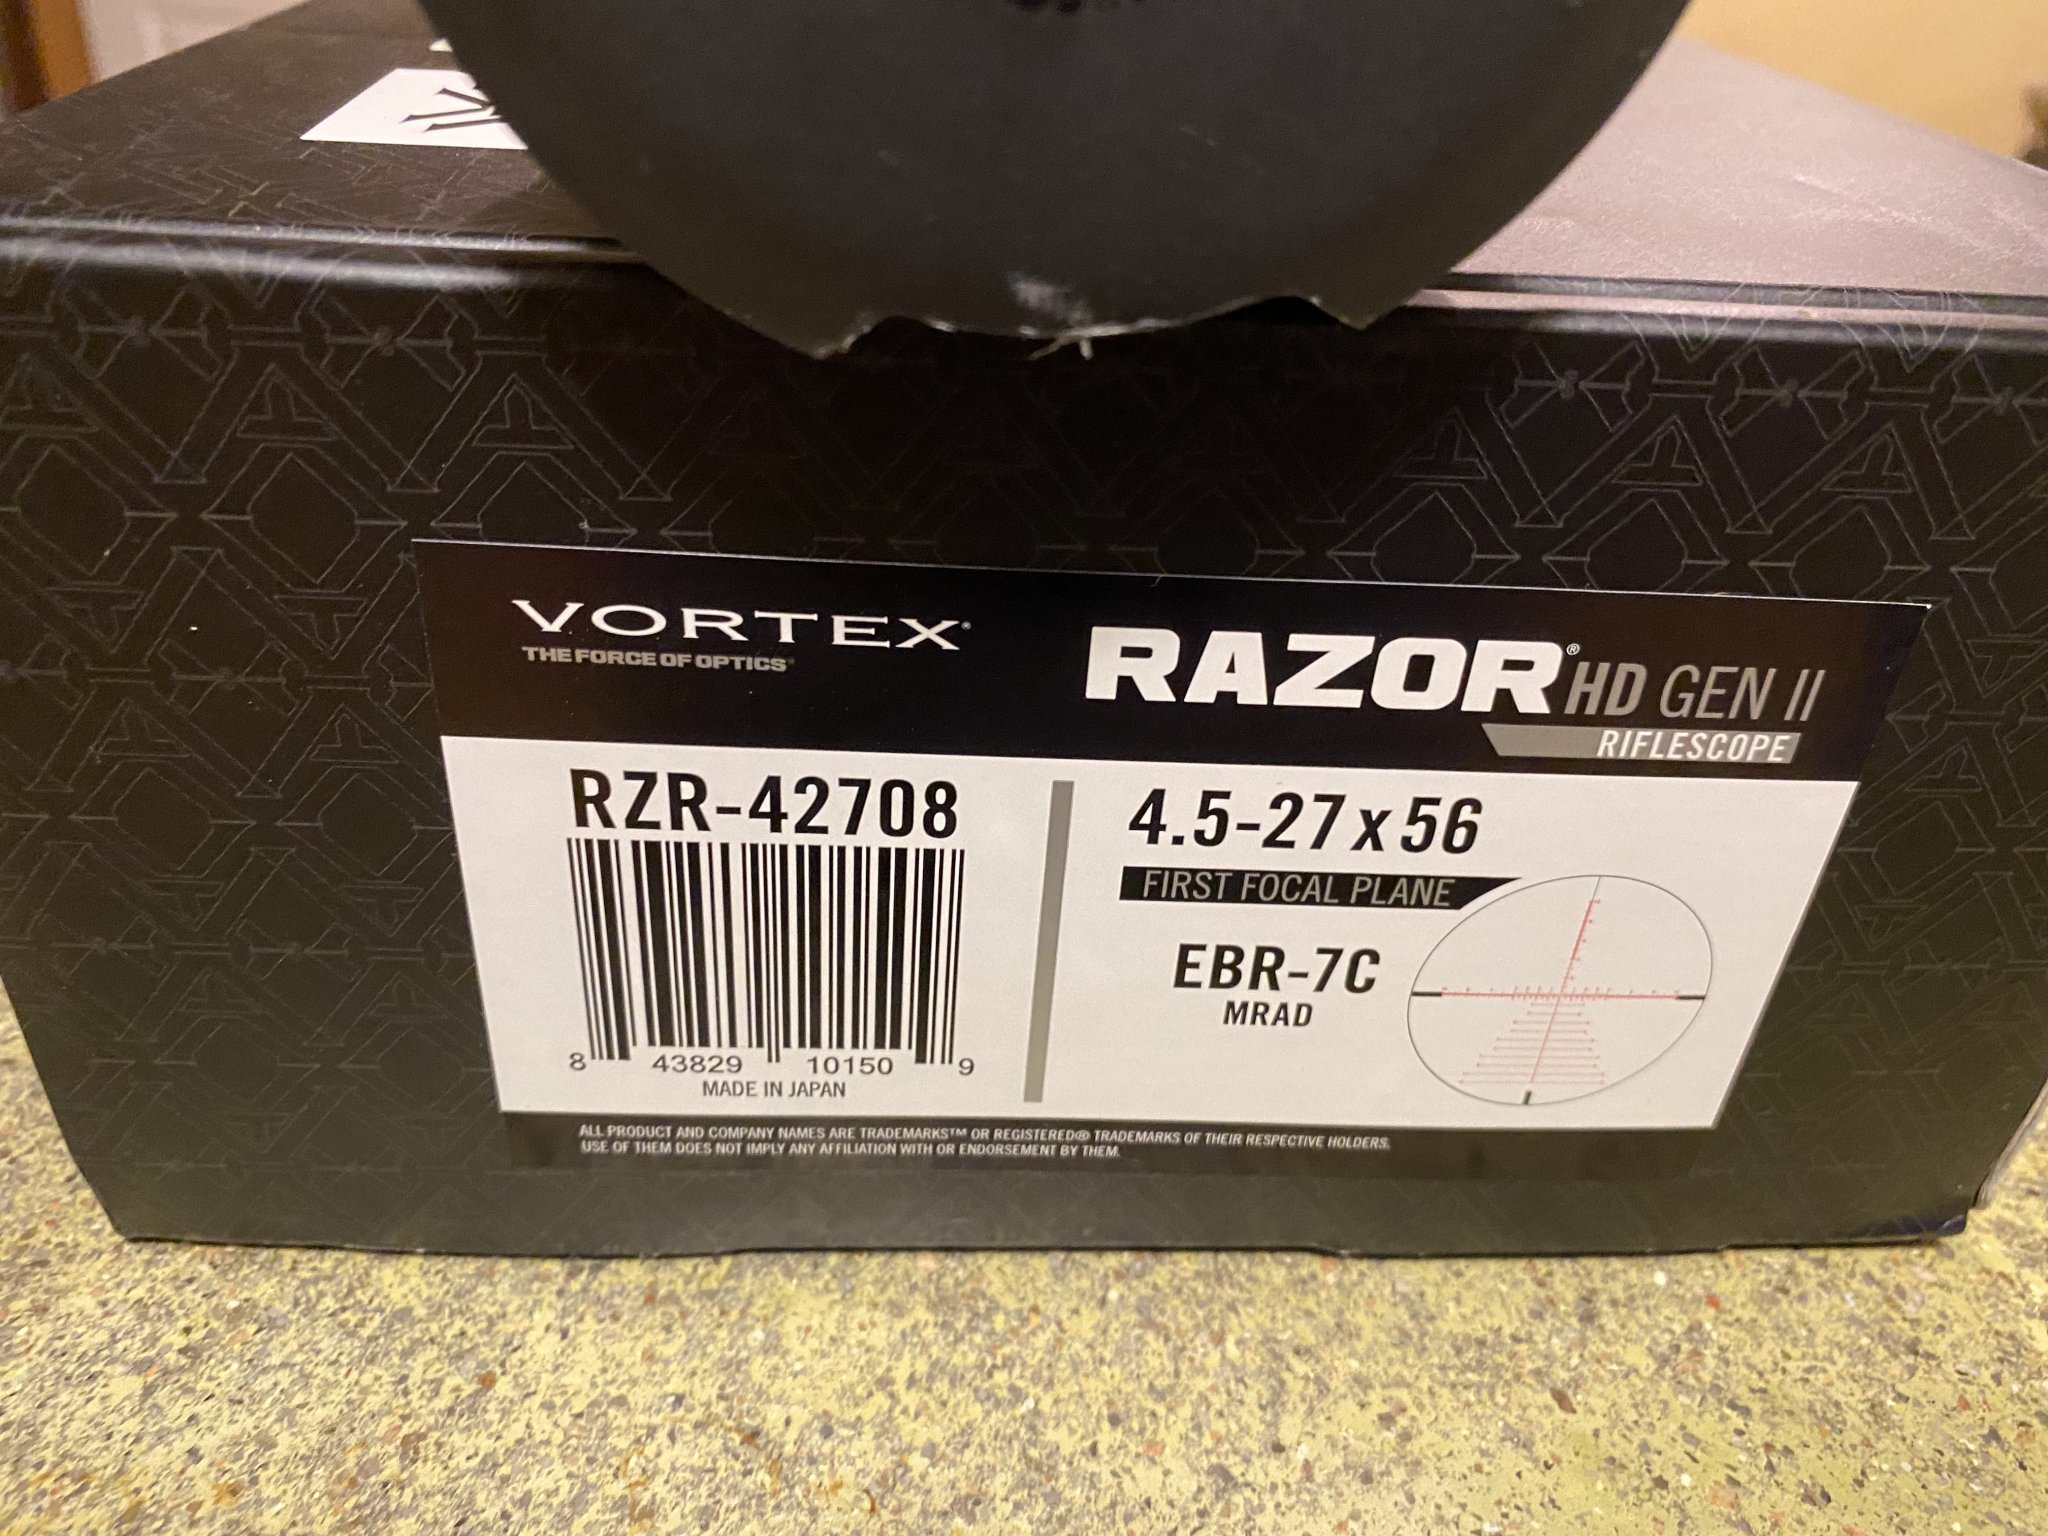 VORTEX®
THE FORCE OF OPTICS®
RAZOR® HD GEN II
RIFLESCOPE
RZR-42708
8 43829 10150 9
MADE IN JAPAN
4.5-27 x 56
FIRST FOCAL PLANE
EBR-7C
MRAD
ALL PRODUCT AND COMPANY NAMES ARE TRADEMARKS™ OR REGISTERED® TRADEMARKS OF THEIR RESPECTIVE HOLDERS.
USE OF THEM DOES NOT IMPLY ANY AFFILIATION WITH OR ENDORSEMENT BY THEM.